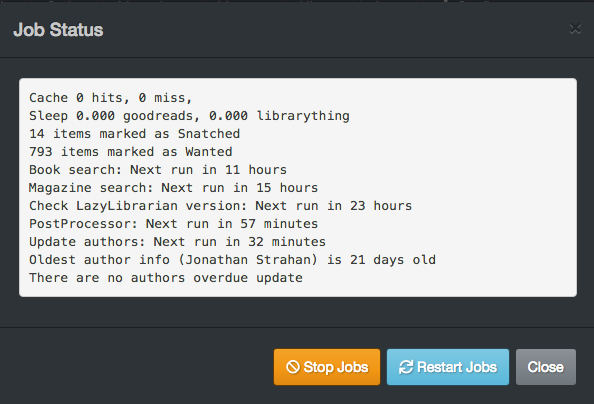 Job Status
×
Cache 0 hits, 0 miss,
Sleep 0.000 goodreads, 0.000 librarything
14 items marked as Snatched
793 items marked as Wanted
Book search: Next run in 11 hours
Magazine search: Next run in 15 hours
Check LazyLibrarian version: Next run in 23 hours
PostProcessor: Next run in 57 minutes
Update authors: Next run in 32 minutes
Oldest author info (Jonathan Strahan) is 21 days old
There are no authors overdue update
Stop Jobs Restart Jobs Close